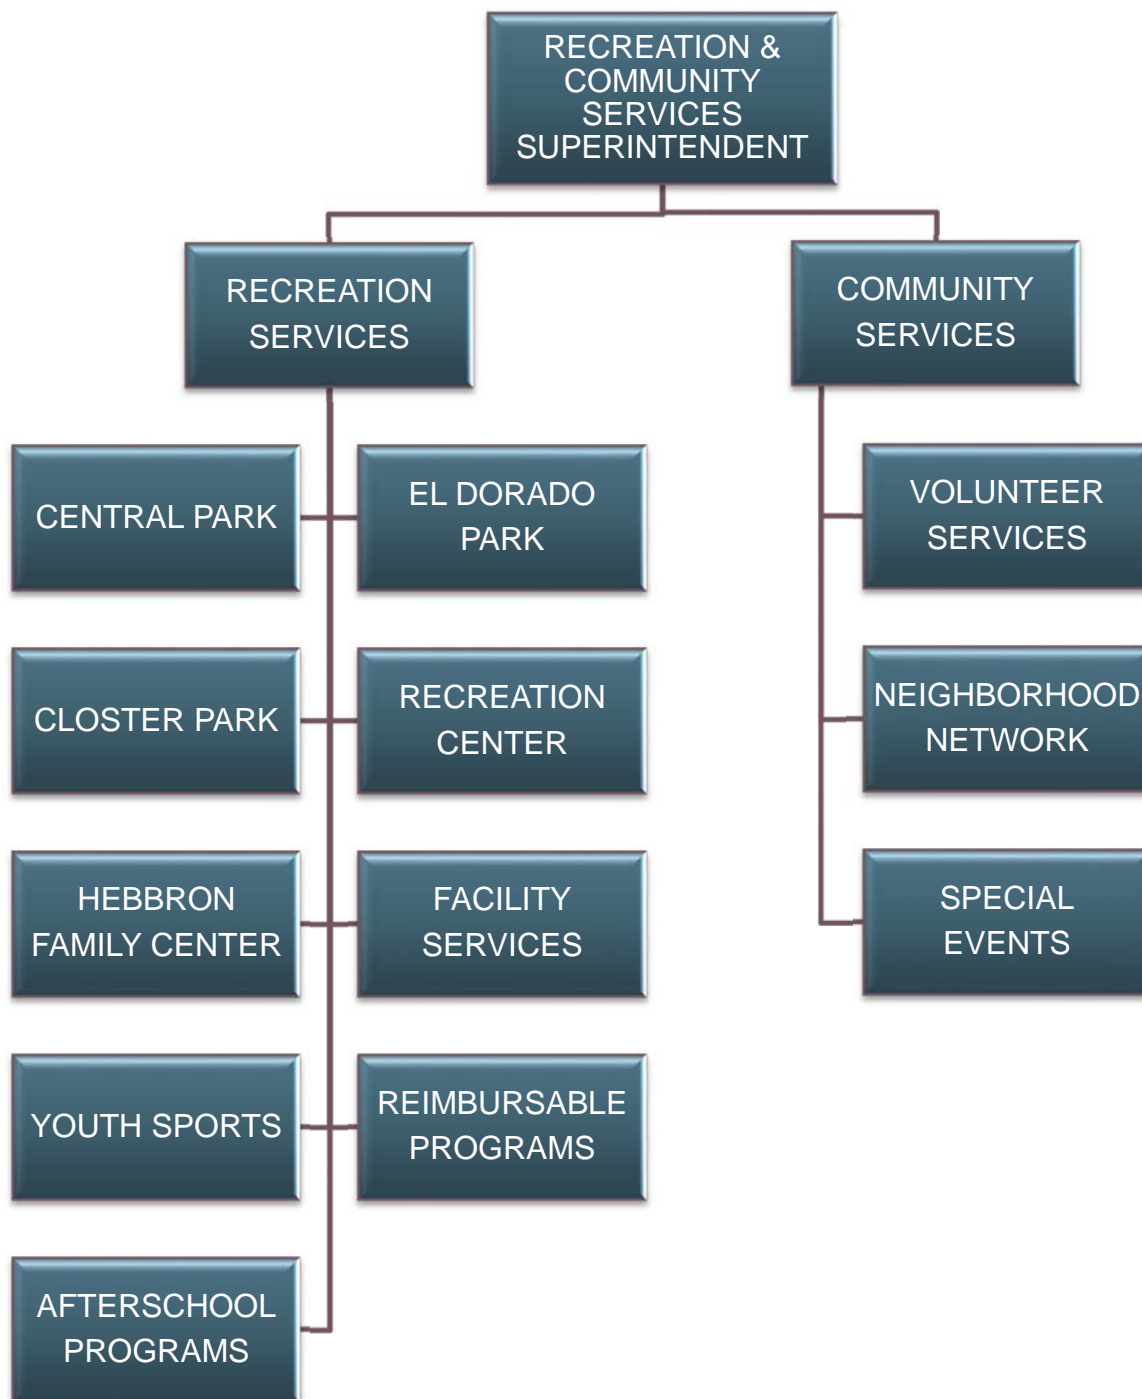 RECREATION &
COMMUNITY
SERVICES
SUPERINTENDENT
RECREATION
SERVICES
COMMUNITY
SERVICES
CENTRAL PARK
EL DORADO
PARK
VOLUNTEER
SERVICES
CLOSTER PARK
RECREATION
CENTER
NEIGHBORHOOD
NETWORK
HEBBRON
FAMILY CENTER
FACILITY
SERVICES
SPECIAL
EVENTS
YOUTH SPORTS
REIMBURSABLE
PROGRAMS
AFTERSCHOOL
PROGRAMS